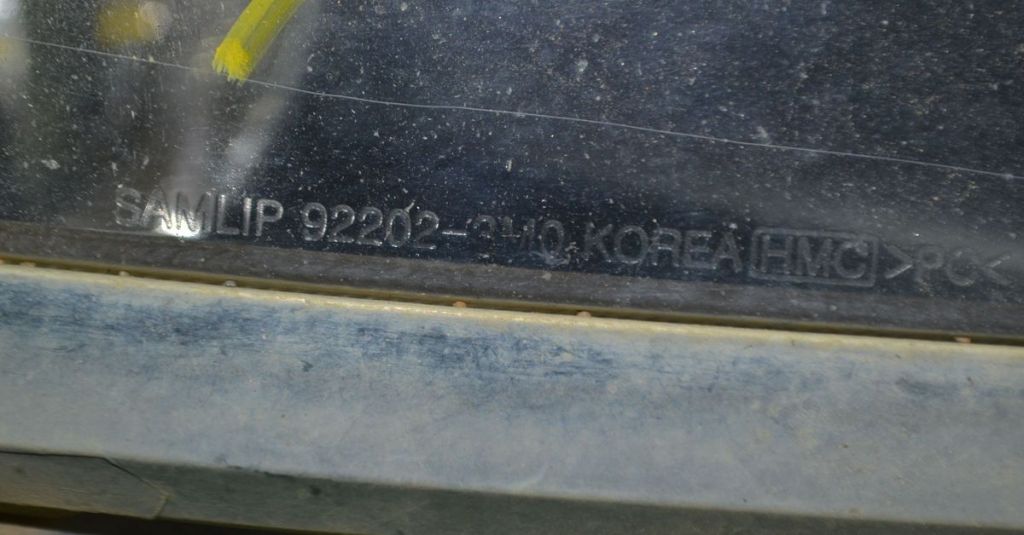 SAMLIP 92202- KOREA HMC >PC<